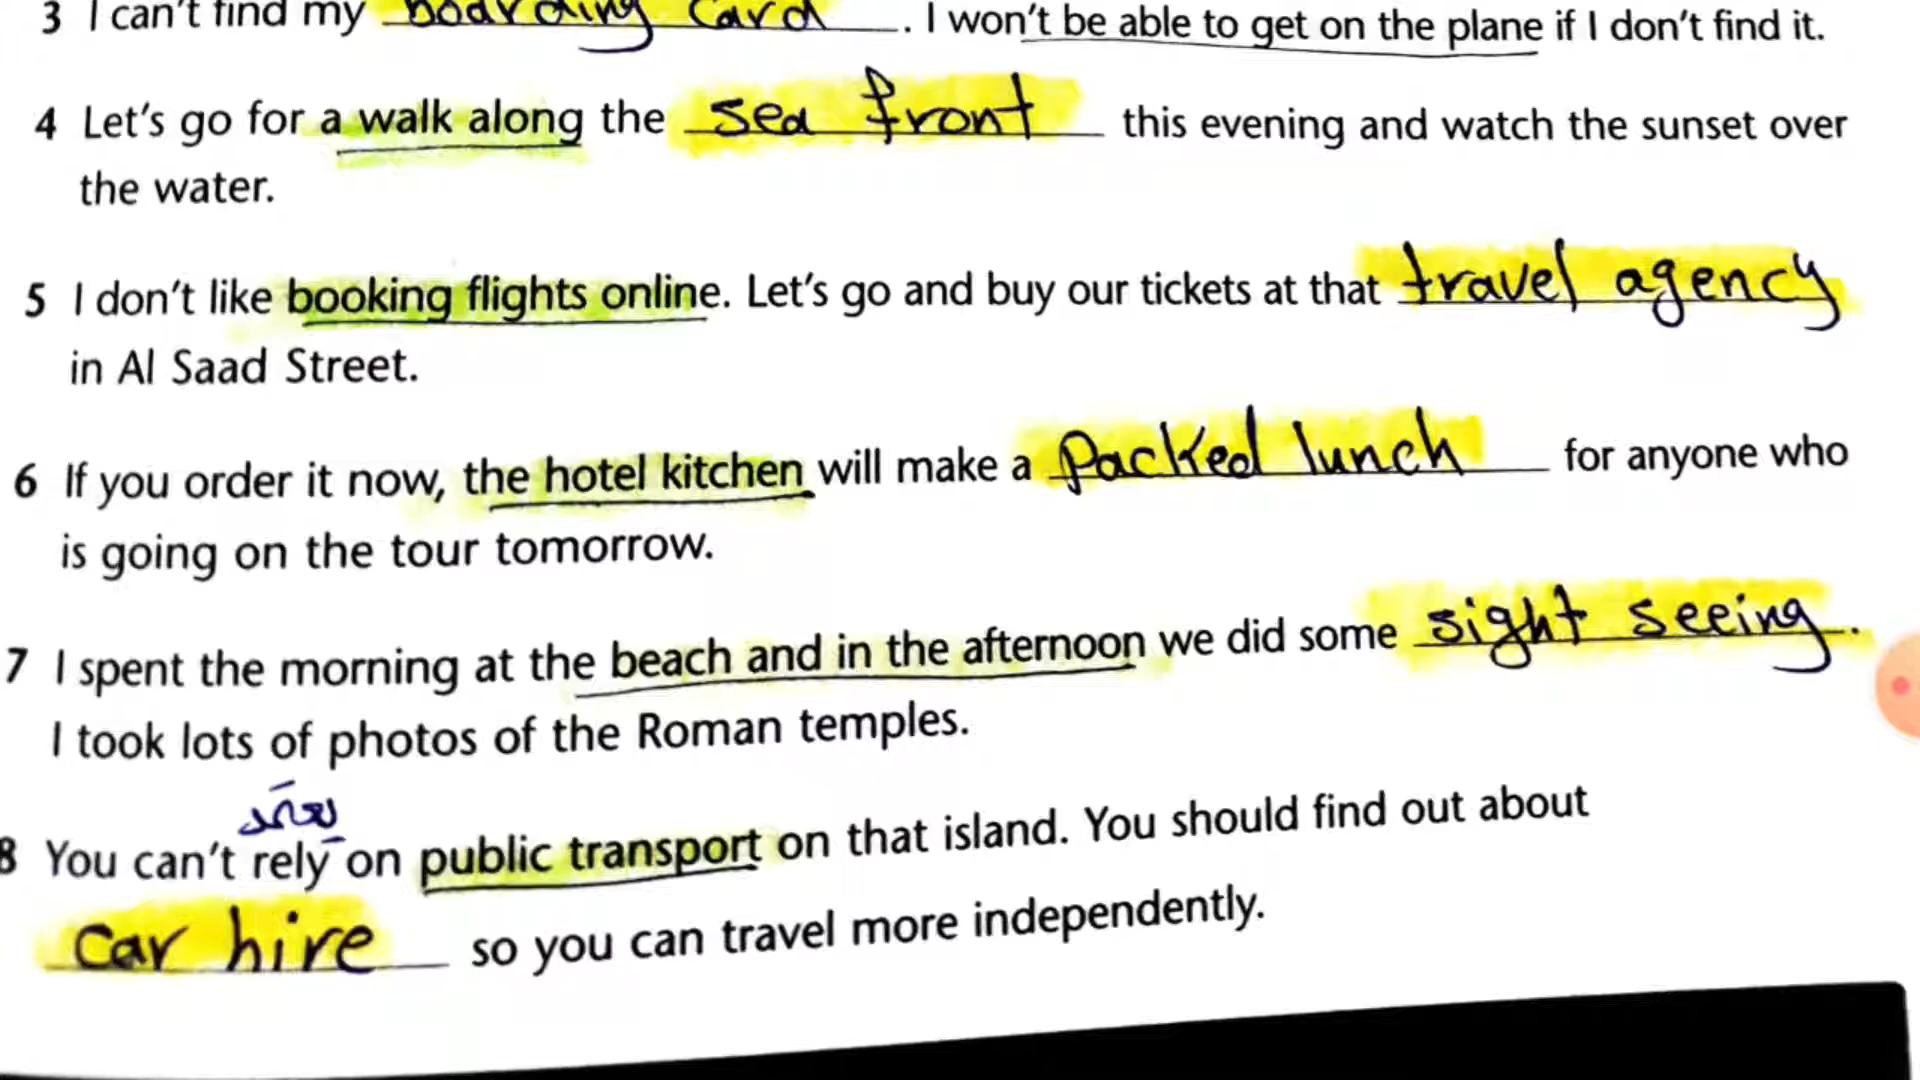 3 I can't find my boarding card. I won't be able to get on the plane if I don't find it.
4 Let's go for a walk along the sea front this evening and watch the sunset over
the water.
5 I don't like booking flights online. Let's go and buy our tickets at that travel agency
in Al Saad Street.
6 If you order it now, the hotel kitchen will make a packed lunch for anyone who
is going on the tour tomorrow.
7 I spent the morning at the beach and in the afternoon we did some sight seeing.
I took lots of photos of the Roman temples.
8 You can't rely on public transport on that island. You should find out about
car hire so you can travel more independently.